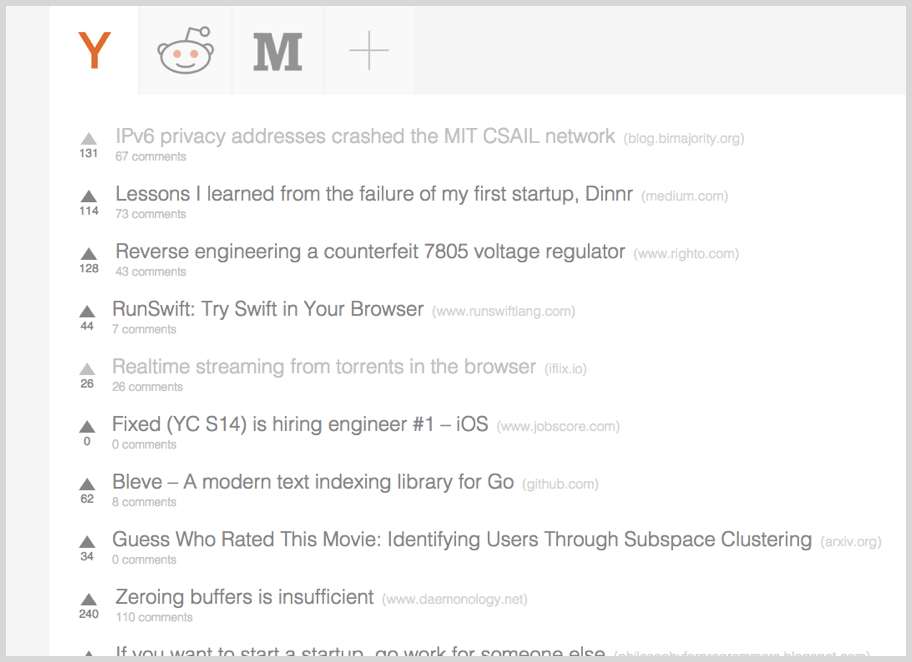 Y
M
IPv6 privacy addresses crashed the MIT CSAIL network (blog.bimajority.org)
131
67 comments
Lessons I learned from the failure of my first startup, Dinnr (medium.com)
114
73 comments
Reverse engineering a counterfeit 7805 voltage regulator (www.righto.com)
128
43 comments
RunSwift: Try Swift in Your Browser (www.runswiftlang.com)
44
7 comments
Realtime streaming from torrents in the browser (iflix.io)
26
26 comments
Fixed (YC S14) is hiring engineer #1 – iOS (www.jobscore.com)
0
0 comments
Bleve – A modern text indexing library for Go (github.com)
62
8 comments
Guess Who Rated This Movie: Identifying Users Through Subspace Clustering (arxiv.org)
34
0 comments
Zeroing buffers is insufficient (www.daemonology.net)
240
110 comments
If you want to start a startup, go work for someone else (philosophyforprogrammers.blogspot.com)